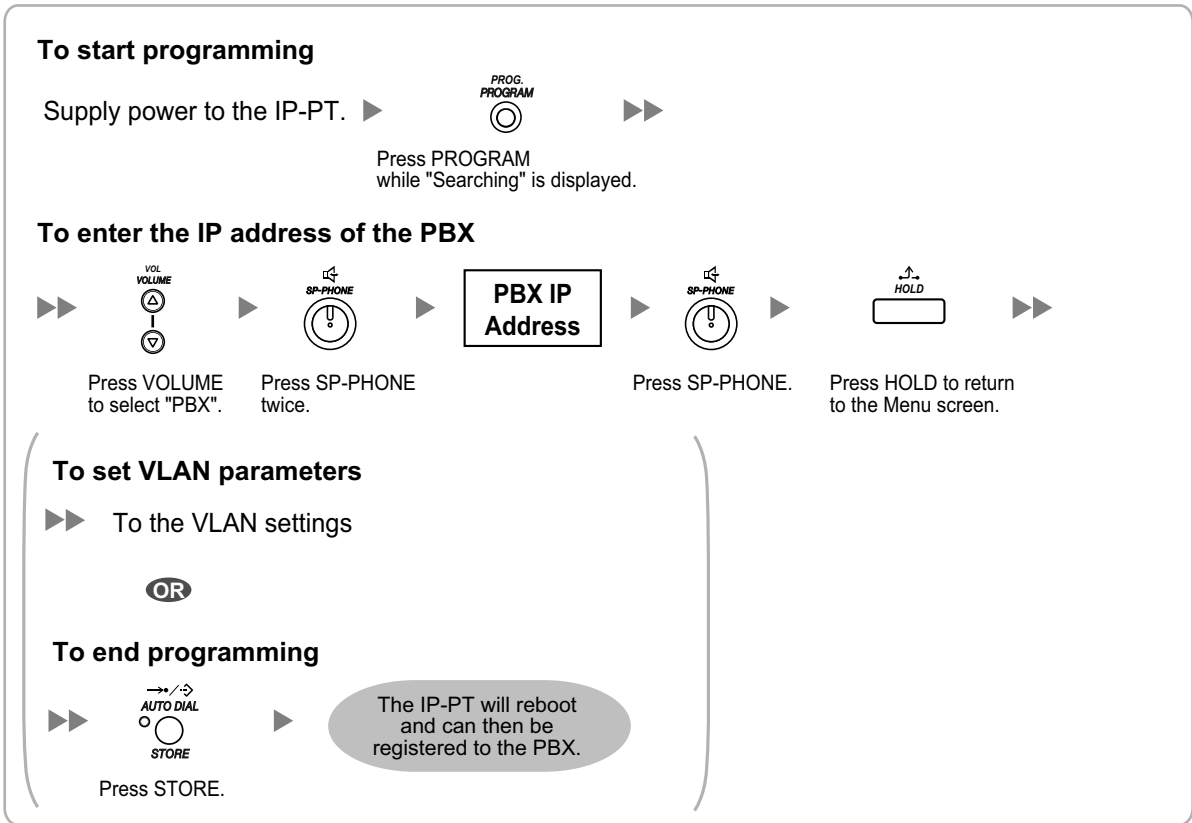 To start programming
PROG.
PROGRAM
Supply power to the IP-PT.
Press PROGRAM
while "Searching" is displayed.
To enter the IP address of the PBX
VOL
VOLUME
SP-PHONE
PBX IP
Address
SP-PHONE
HOLD
Press VOLUME
to select "PBX".
Press SP-PHONE
twice.
Press SP-PHONE.
Press HOLD to return
to the Menu screen.
To set VLAN parameters
To the VLAN settings
OR
To end programming
AUTO DIAL
STORE
Press STORE.
The IP-PT will reboot
and can then be
registered to the PBX.